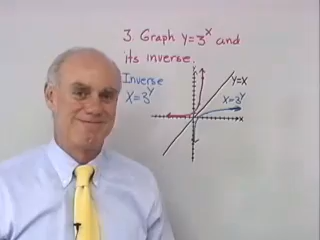 3. Graph y=3^x and
its inverse.
Inverse
x=3^y
y=x
x=3^y
x